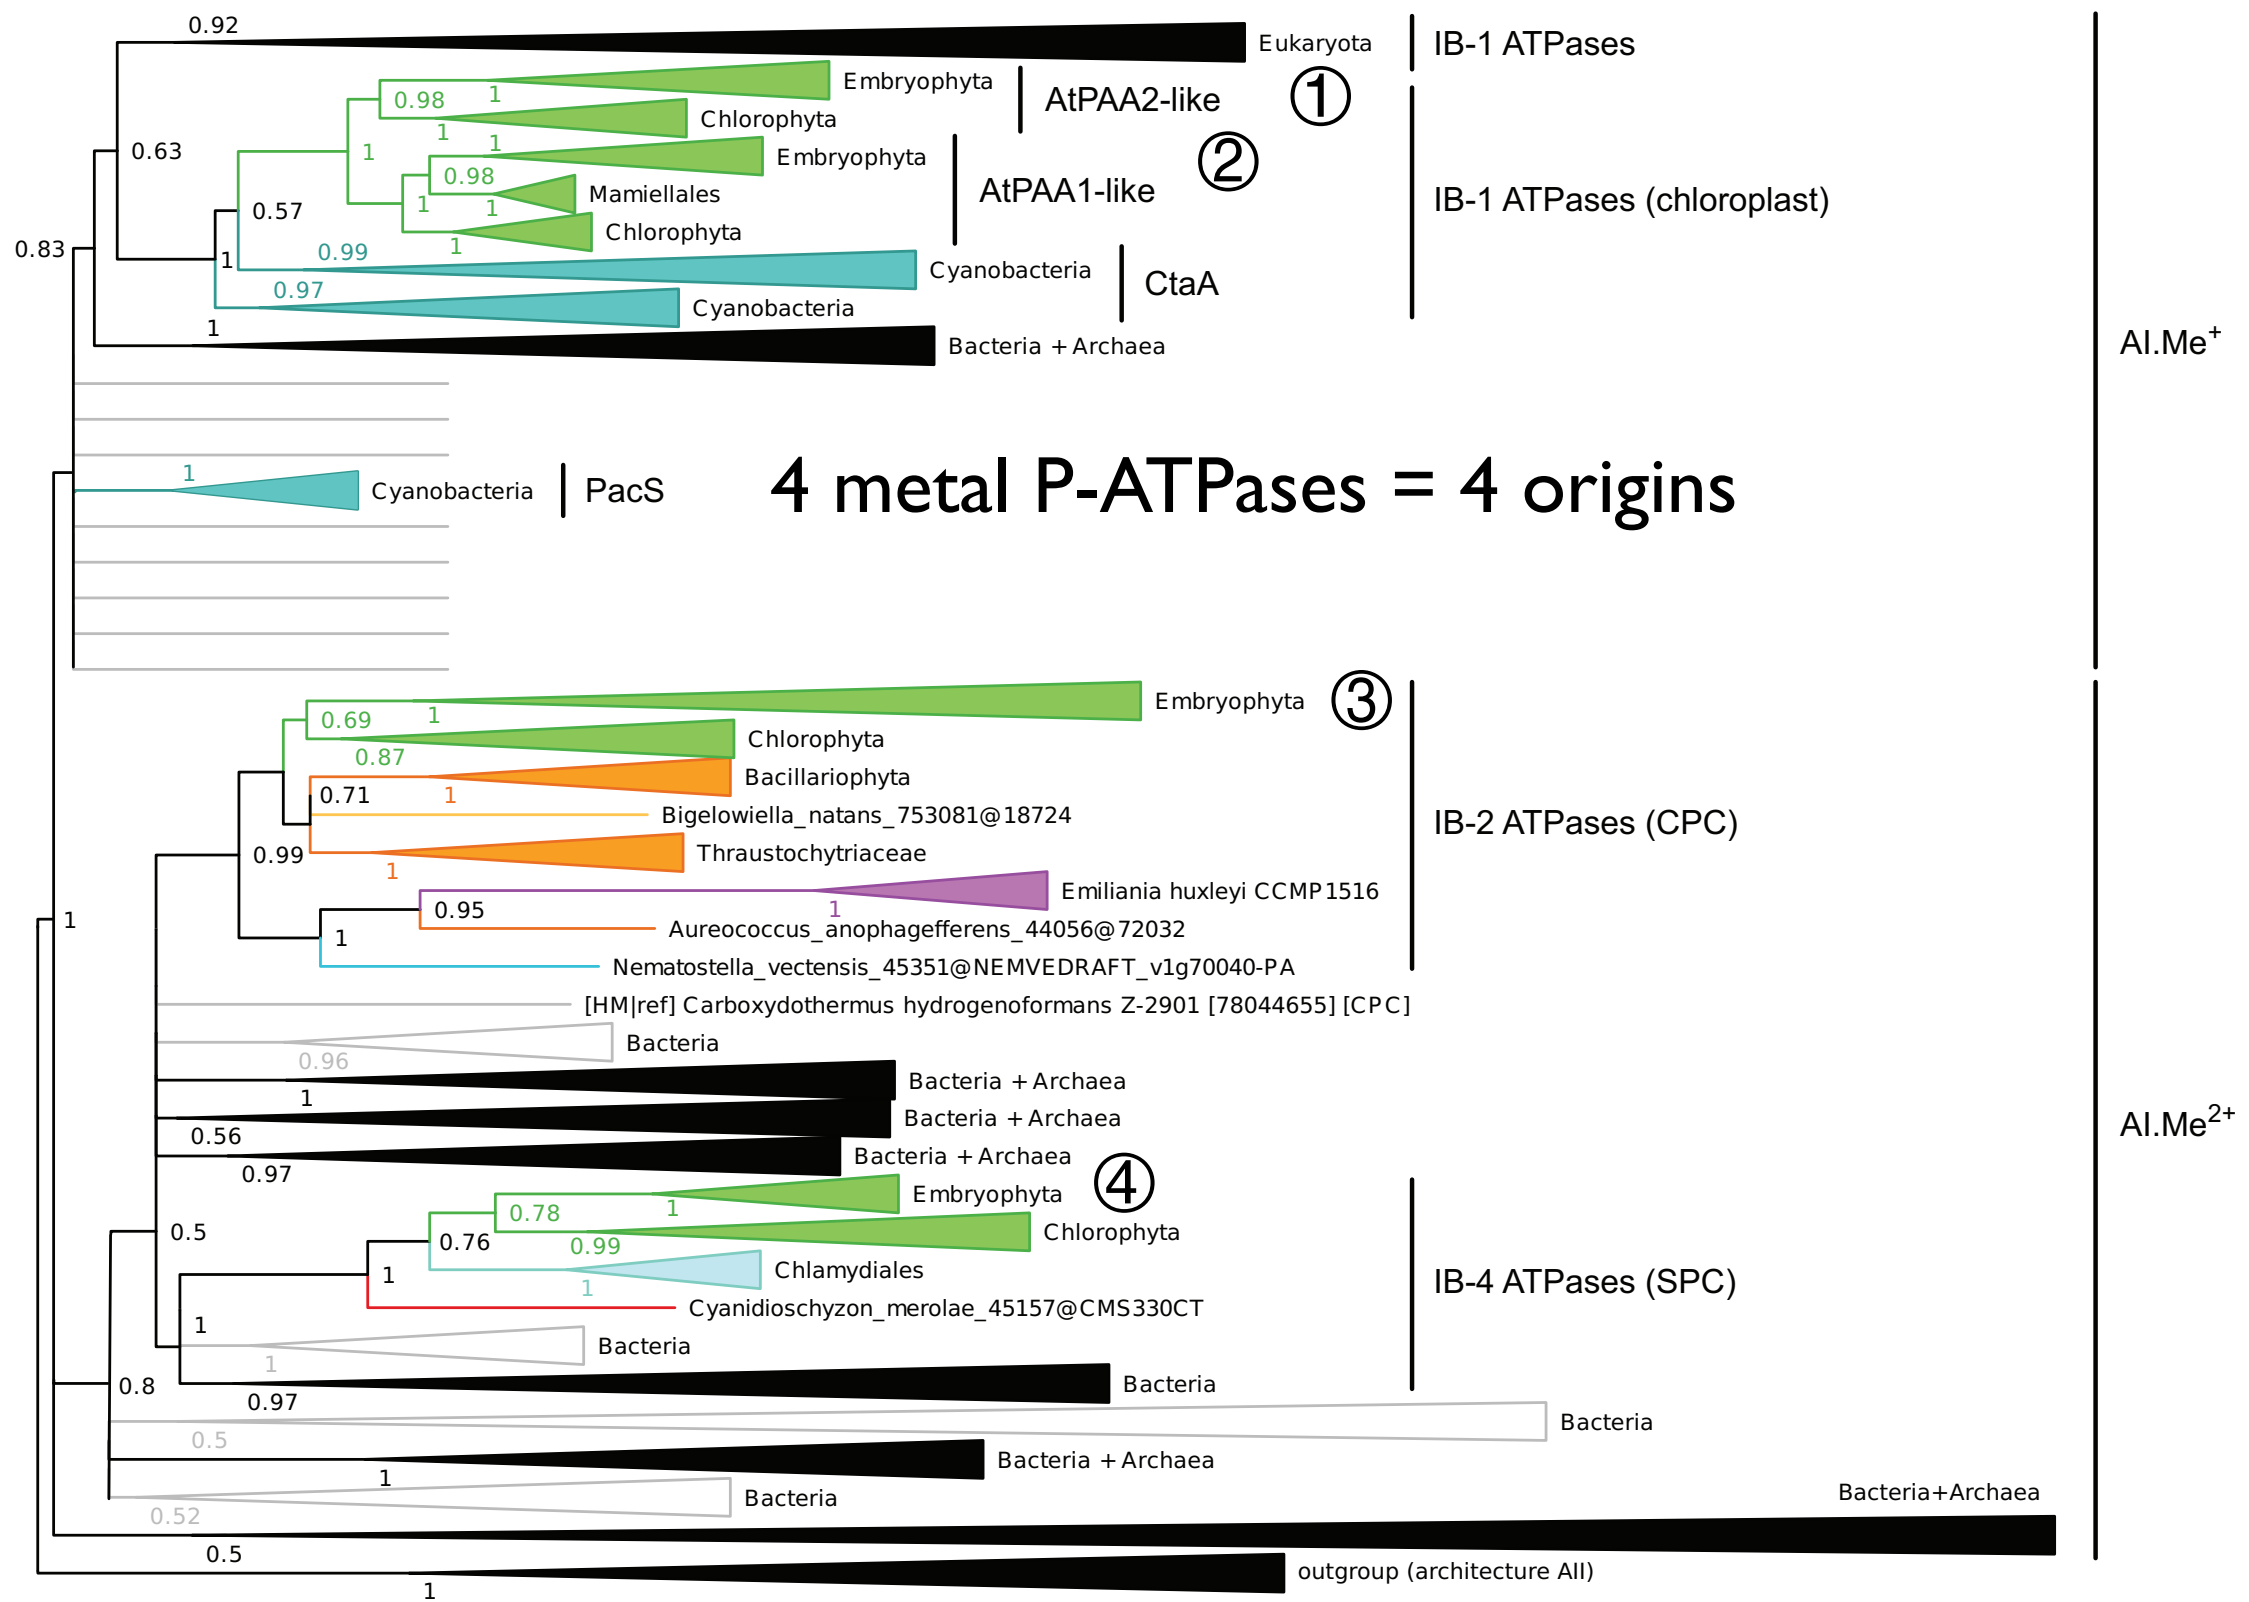 0.92
Eukaryota
IB-1 ATPases
Embryophyta
AtPAA2-like
①
0.98
1
Chlorophyta
1
0.63
1
1
Embryophyta
②
0.98
Mamiellales
AtPAA1-like
IB-1 ATPases (chloroplast)
0.57
1
1
Chlorophyta
1
0.83
1
0.99
Cyanobacteria
CtaA
0.97
Cyanobacteria
1
Bacteria + Archaea
AI.Me⁺
1
Cyanobacteria
PacS
4 metal P-ATPases = 4 origins
Embryophyta
③
0.69
1
Chlorophyta
0.87
Bacillariophyta
0.71
1
Bigelowiella_natans_753081@18724
IB-2 ATPases (CPC)
0.99
Thraustochytriaceae
1
Emiliania huxleyi CCMP1516
0.95
1
1
Aureococcus_anophagefferens_44056@72032
1
Nematostella_vectensis_45351@NEMVEDRAFT_v1g70040-PA
[HM|ref] Carboxydothermus hydrogenoformans Z-2901 [78044655] [CPC]
Bacteria
0.96
Bacteria + Archaea
1
Bacteria + Archaea
0.56
AI.Me²⁺
Bacteria + Archaea
0.97
Embryophyta
④
0.78
1
0.5
Chlorophyta
0.76
0.99
Chlamydiales
1
1
IB-4 ATPases (SPC)
Cyanidioschyzon_merolae_45157@CMS330CT
1
Bacteria
1
0.8
Bacteria
0.97
Bacteria
0.5
Bacteria + Archaea
1
Bacteria
0.52
Bacteria+Archaea
0.5
outgroup (architecture AII)
1